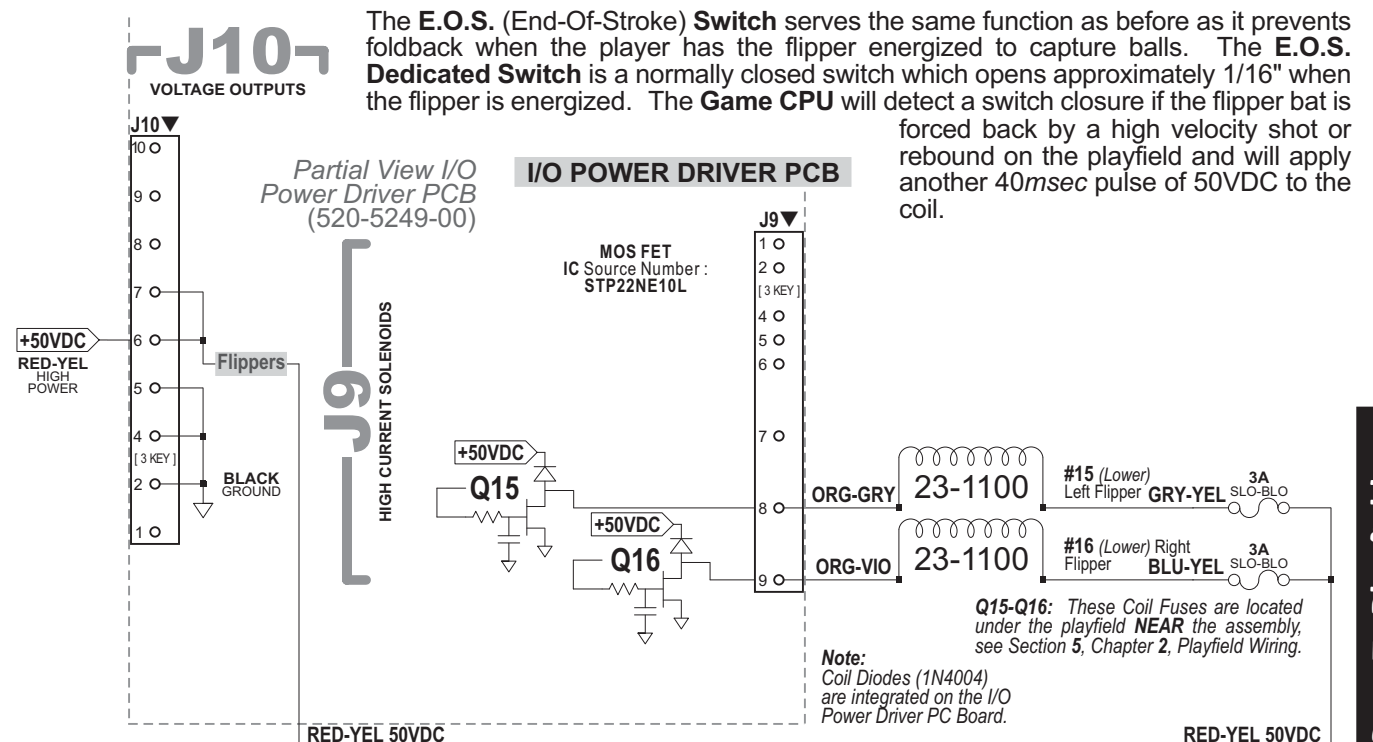 The E.O.S. (End-Of-Stroke) Switch serves the same function as before as it prevents
foldback when the player has the flipper energized to capture balls. The E.O.S.
Dedicated Switch is a normally closed switch which opens approximately 1/16" when
the flipper is energized. The Game CPU will detect a switch closure if the flipper bat is
forced back by a high velocity shot or
rebound on the playfield and will apply
another 40msec pulse of 50VDC to the
coil.
J10
VOLTAGE OUTPUTS
J10▼
10
9
8
7
6
5
4
[ 3 KEY ]
2
1
+50VDC
RED-YEL
HIGH
POWER
Flippers
BLACK
GROUND
Partial View I/O
Power Driver PCB
(520-5249-00)
I/O POWER DRIVER PCB
J9
HIGH CURRENT SOLENOIDS
MOS FET
IC Source Number :
STP22NE10L
J9▼
1
2
[ 3 KEY ]
4
5
6
7
8
9
+50VDC
Q15
+50VDC
Q16
ORG-GRY
23-1100
#15 (Lower)
Left Flipper GRY-YEL
3A
SLO-BLO
ORG-VIO
23-1100
#16 (Lower) Right
Flipper BLU-YEL
3A
SLO-BLO
Q15-Q16: These Coil Fuses are located
under the playfield NEAR the assembly,
see Section 5, Chapter 2, Playfield Wiring.
Note:
Coil Diodes (1N4004)
are integrated on the I/O
Power Driver PC Board.
RED-YEL 50VDC
RED-YEL 50VDC